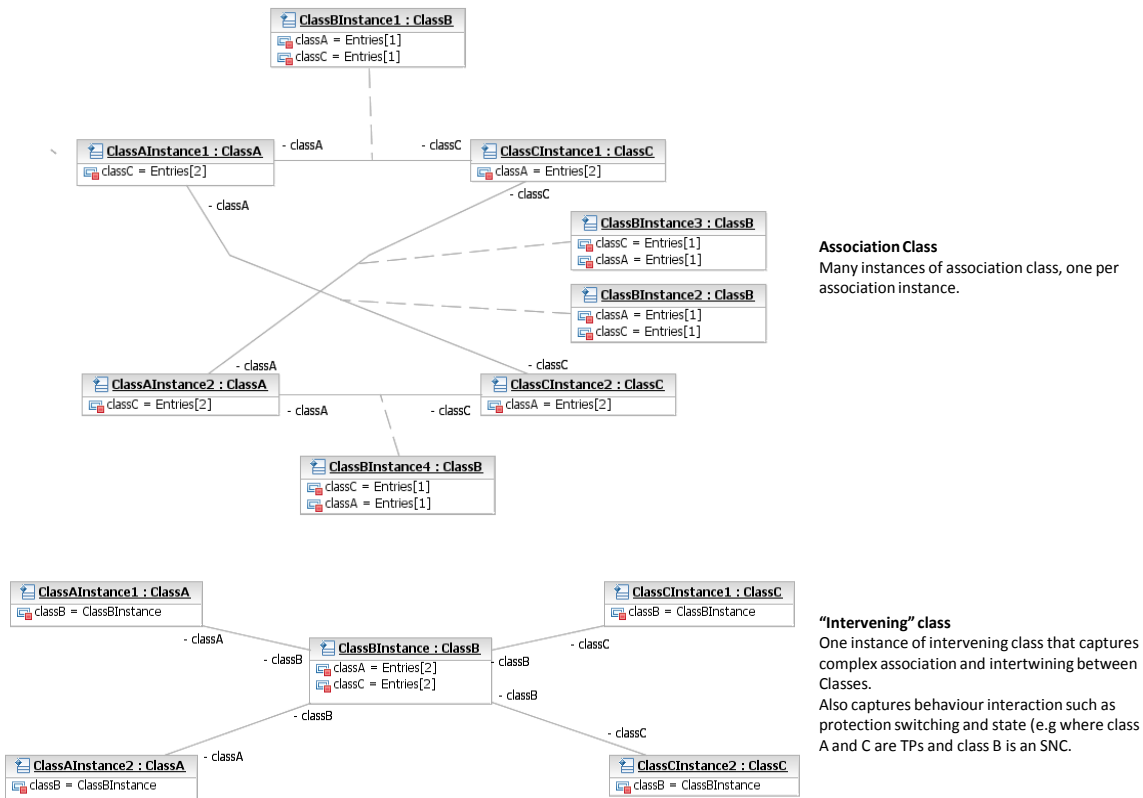 ClassBInstance1 : ClassB
classA = Entries[1]
classC = Entries[1]
ClassAInstance1 : ClassA
classC = Entries[2]
- classA
- classC
ClassCInstance1 : ClassC
classA = Entries[2]
- classA
- classC
ClassBInstance3 : ClassB
classC = Entries[1]
classA = Entries[1]
ClassBInstance2 : ClassB
classA = Entries[1]
classC = Entries[1]
Association Class
Many instances of association class, one per
association instance.
- classA
- classC
ClassAInstance2 : ClassA
classC = Entries[2]
- classA
- classC
ClassCInstance2 : ClassC
classA = Entries[2]
ClassBInstance4 : ClassB
classC = Entries[1]
classA = Entries[1]
ClassAInstance1 : ClassA
classB = ClassBInstance
- classA
- classB
ClassBInstance : ClassB
classA = Entries[2]
classC = Entries[2]
ClassCInstance1 : ClassC
classB = ClassBInstance
- classC
- classB
- classB
- classB
- classA
- classC
ClassAInstance2 : ClassA
classB = ClassBInstance
ClassCInstance2 : ClassC
classB = ClassBInstance
“Intervening” class
One instance of intervening class that captures
complex association and intertwining between
Classes.
Also captures behaviour interaction such as
protection switching and state (e.g where class
A and C are TPs and class B is an SNC.